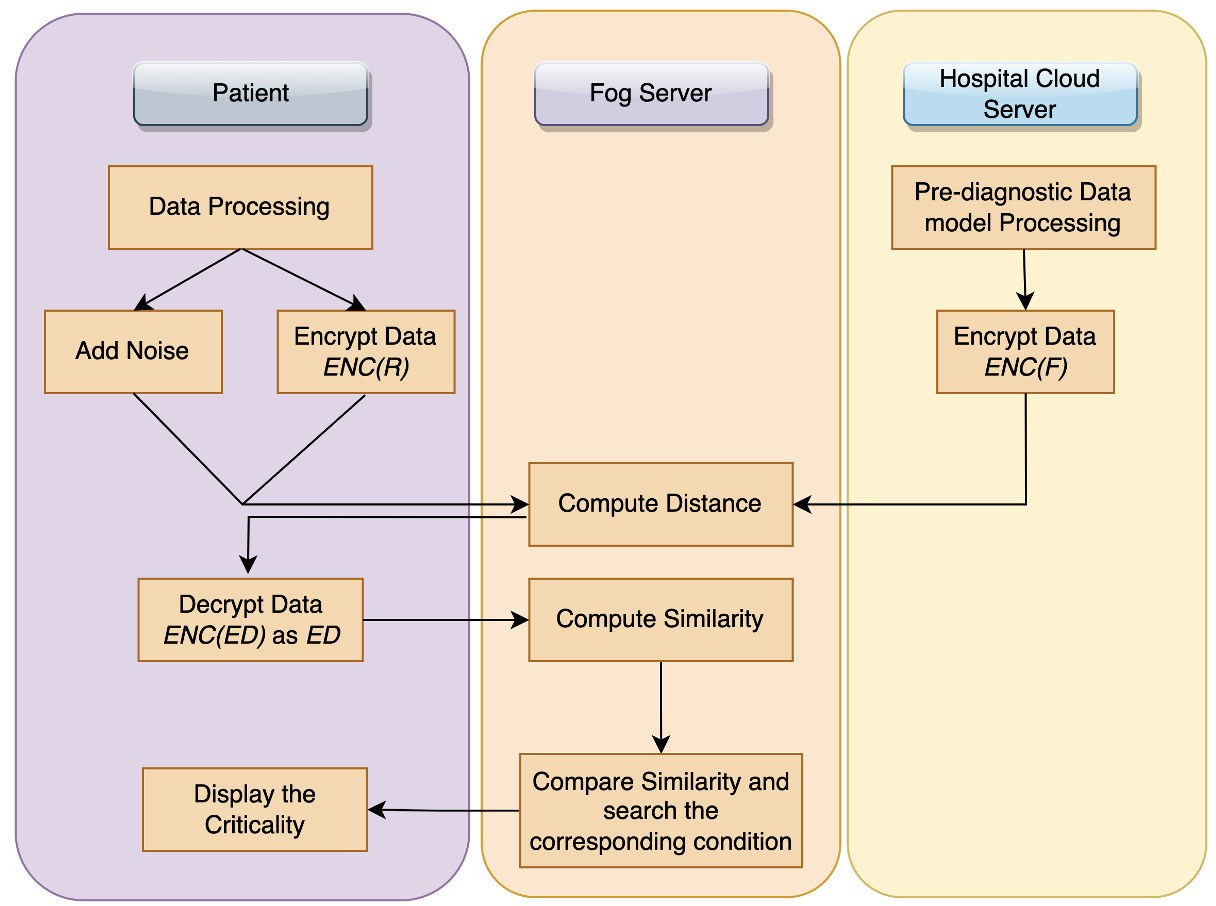 Patient
Fog Server
Hospital Cloud
Server
Data Processing
Pre-diagnostic Data
model Processing
Add Noise
Encrypt Data
ENC(R)
Encrypt Data
ENC(F)
Compute Distance
Decrypt Data
ENC(ED) as ED
Compute Similarity
Display the
Criticality
Compare Similarity and
search the
corresponding condition